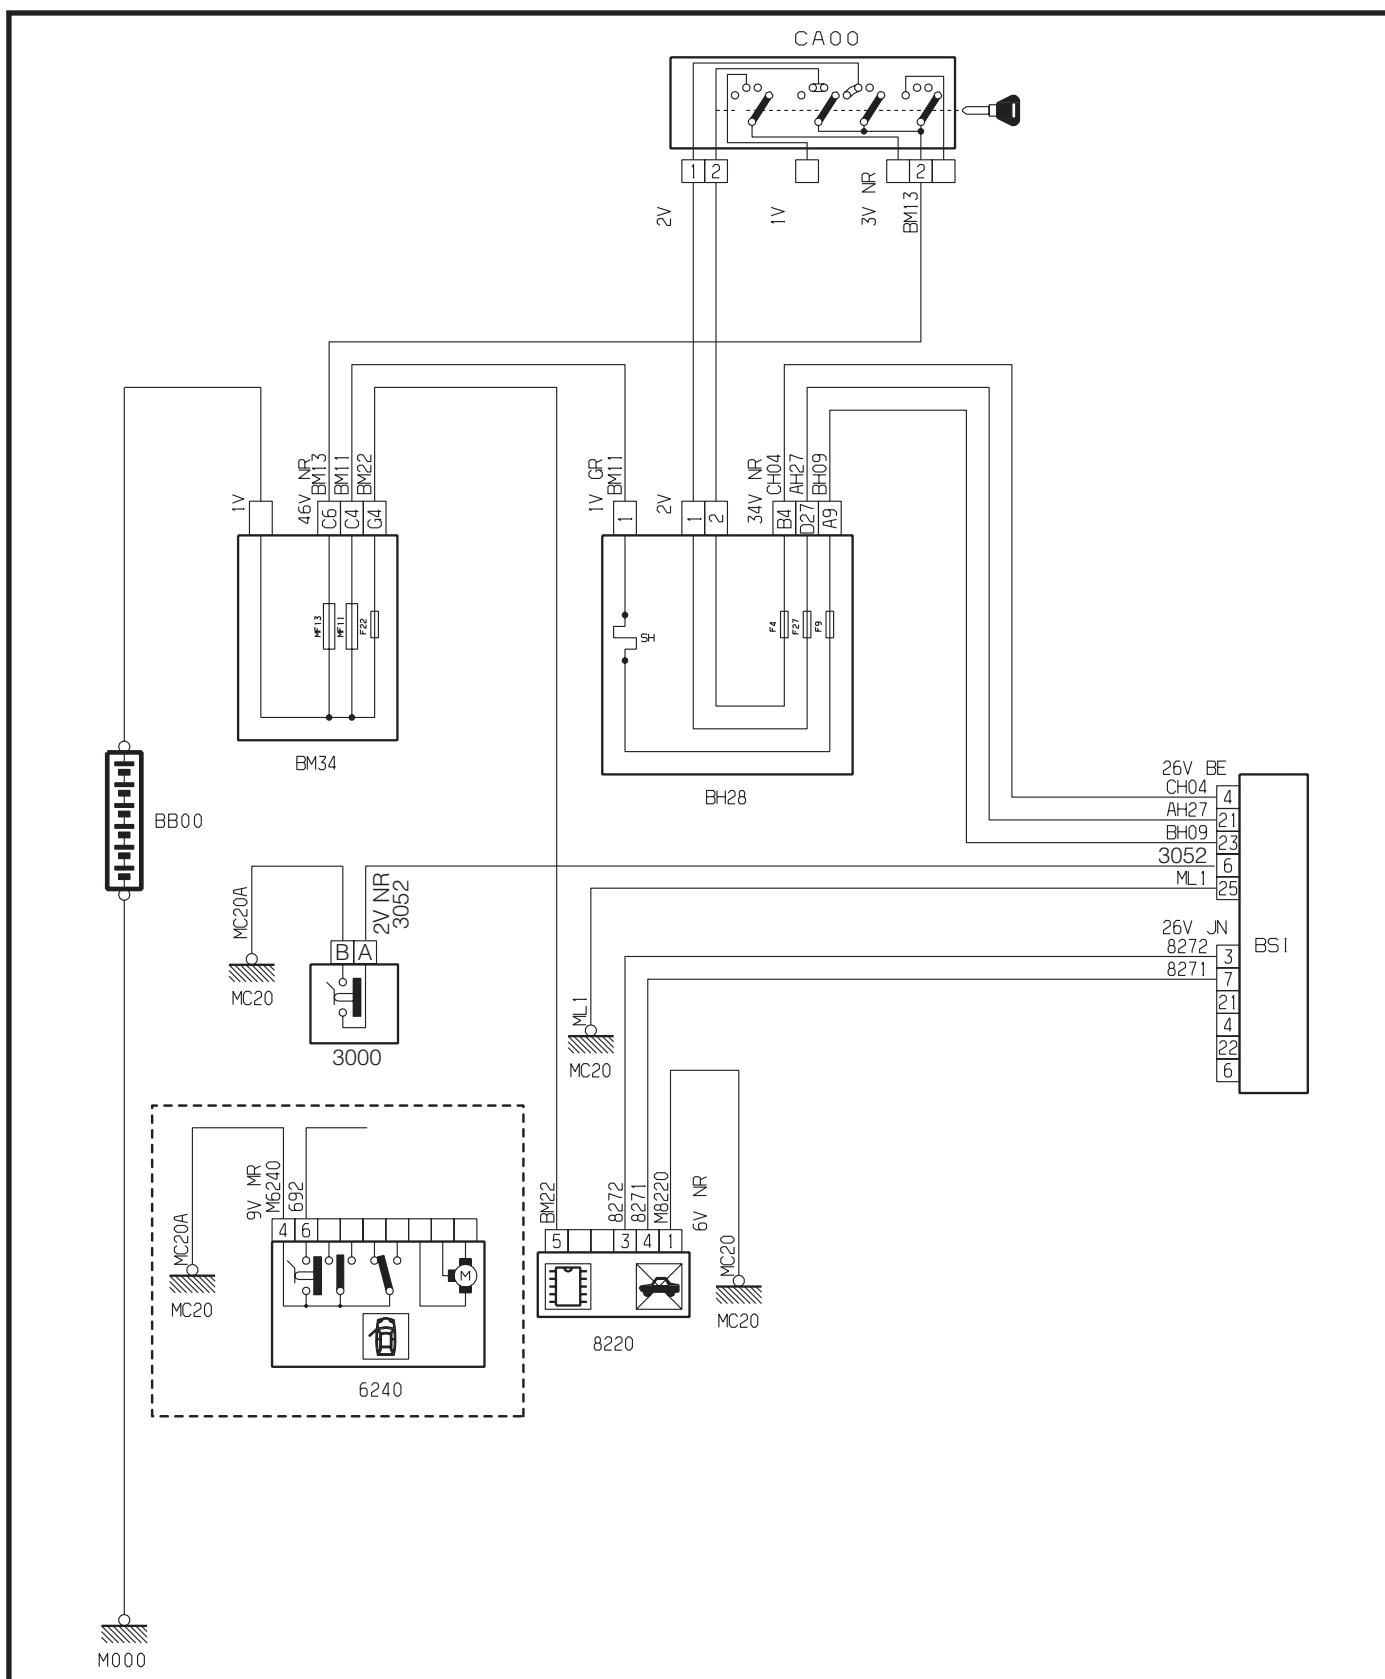 CA00
1 2 2
2V
1V
3V NR
BM13
1V
46V NR
BM13
BM11
BM22
1V GR
BM11
2V
34V NR
CH04
AH27
BH09
C6 C4 G4
1
1 2
B4 D27 A9
MF13
MF11
F22
SH
F4
F27
F9
BM34
BH28
BB00
26V BE
CH04 4
AH27 21
BH09 23
3052 6
ML1 25
26V JN
8272 3
8271 7
21
4
22
6
BSI
MC20A
MC20
2V NR
3052
B A
3000
ML1
MC20
MC20A
MC20
9V MR
M6240
692
4 6
M
6240
BM22
8272
8271
M8220
6V NR
5 3 4 1
8220
MC20
MC20
M000